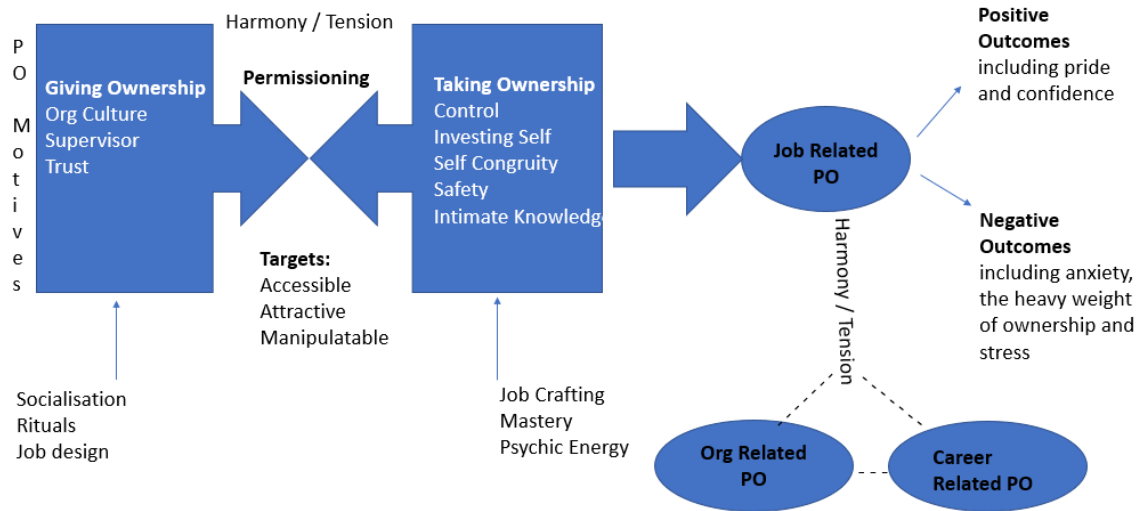 PO Motives
Harmony / Tension
Permissioning
Giving Ownership
Org Culture
Supervisor
Trust
Taking Ownership
Control
Investing Self
Self Congruity
Safety
Intimate Knowledge
Targets:
Accessible
Attractive
Manipulatable
Socialisation
Rituals
Job design
Job Crafting
Mastery
Psychic Energy
Job Related
PO
Positive
Outcomes
including pride
and confidence
Negative
Outcomes
including anxiety,
the heavy weight
of ownership and
stress
Harmony / Tension
Org Related
PO
Career
Related PO